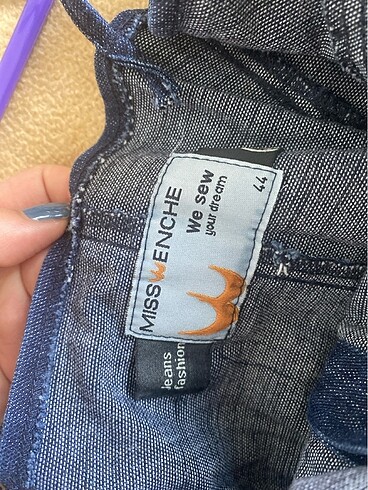 MISS WENCHE
We sew
your dream
44
jeans
fashion